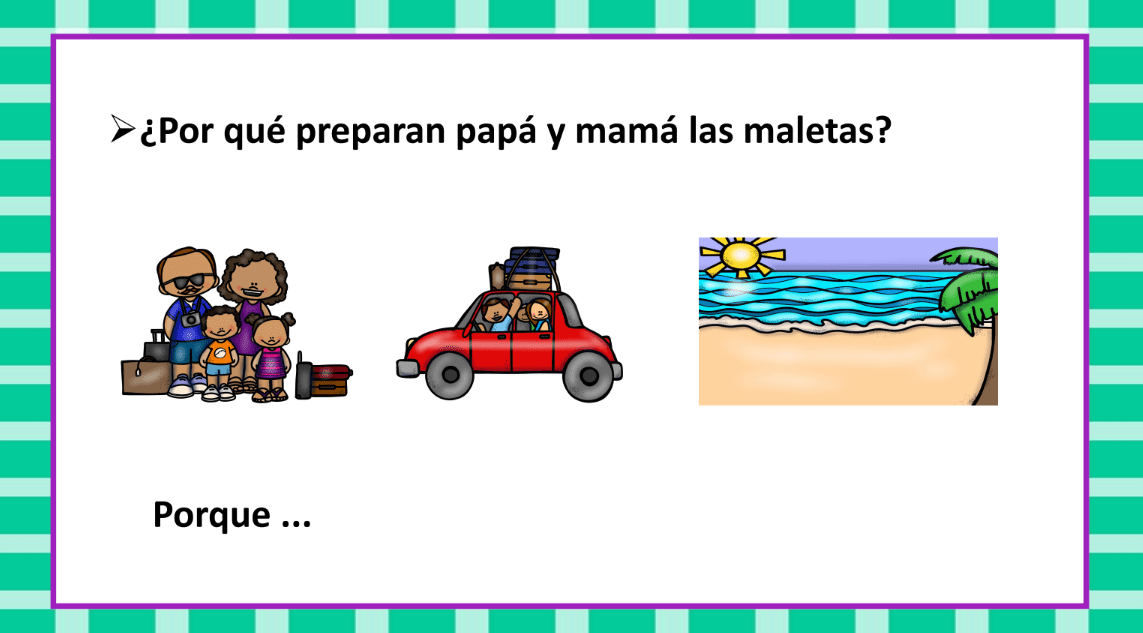 ➢¿Por qué preparan papá y mamá las maletas?
Porque ...